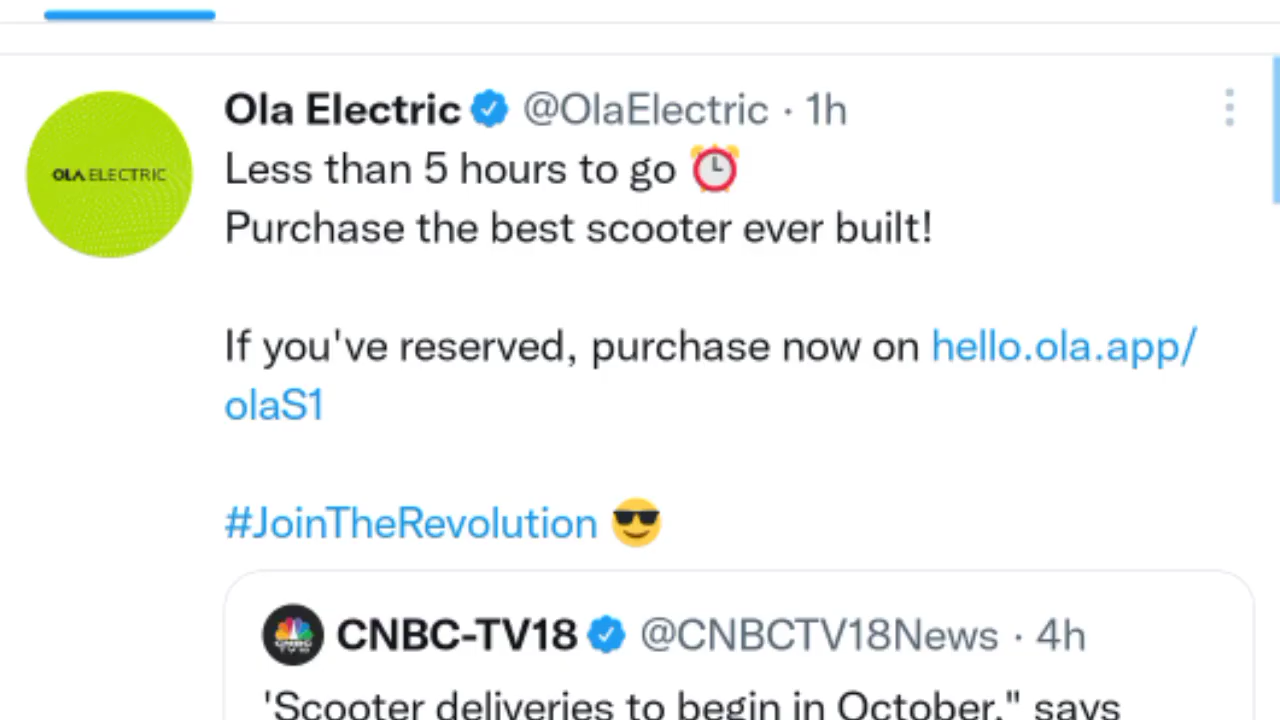 OLA ELECTRIC
Ola Electric @OlaElectric · 1h
Less than 5 hours to go ⏰
Purchase the best scooter ever built!
If you've reserved, purchase now on hello.ola.app/
olaS1
#JoinTheRevolution 😎
CNBC-TV18 @CNBCTV18News · 4h
CNBC
TV18
'Scooter deliveries to begin in October," says